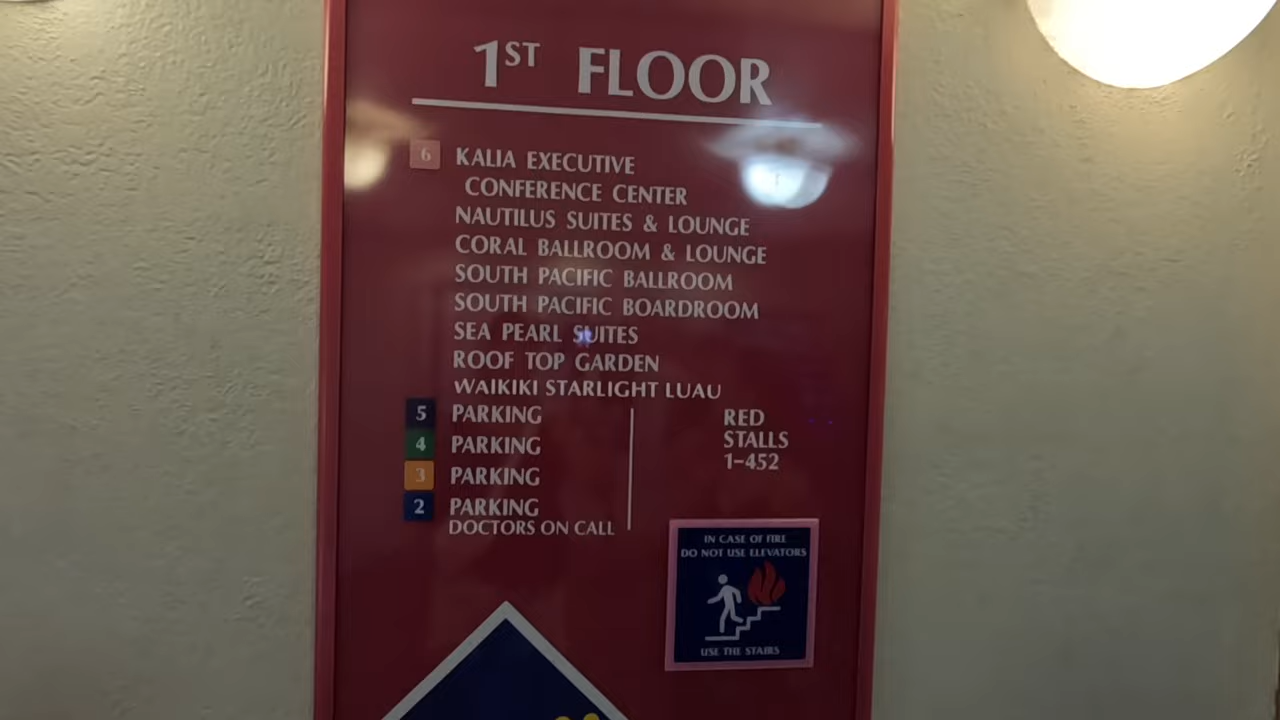 1ST FLOOR
6 KALIA EXECUTIVE
CONFERENCE CENTER
NAUTILUS SUITES & LOUNGE
CORAL BALLROOM & LOUNGE
SOUTH PACIFIC BALLROOM
SOUTH PACIFIC BOARDROOM
SEA PEARL SUITES
ROOF TOP GARDEN
WAIKIKI STARLIGHT LUAU
5 PARKING
4 PARKING
3 PARKING
2 PARKING
DOCTORS ON CALL
RED
STALLS
1-452
IN CASE OF FIRE
DO NOT USE ELEVATORS
USE THE STAIRS